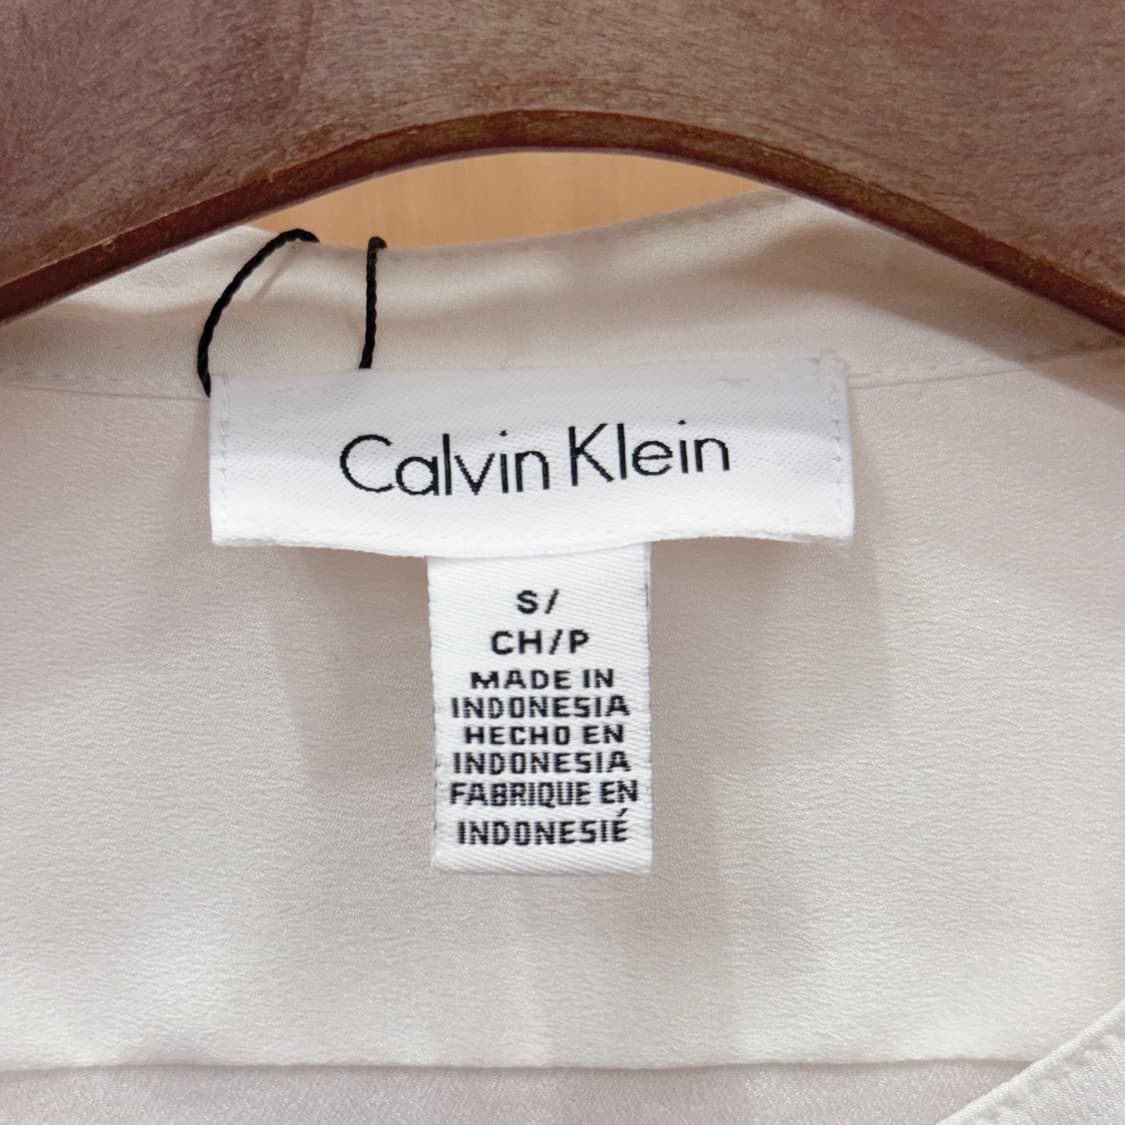 Calvin Klein
S/
CH/P
MADE IN
INDONESIA
HECHO EN
INDONESIA
FABRIQUE EN
INDONESIÉ